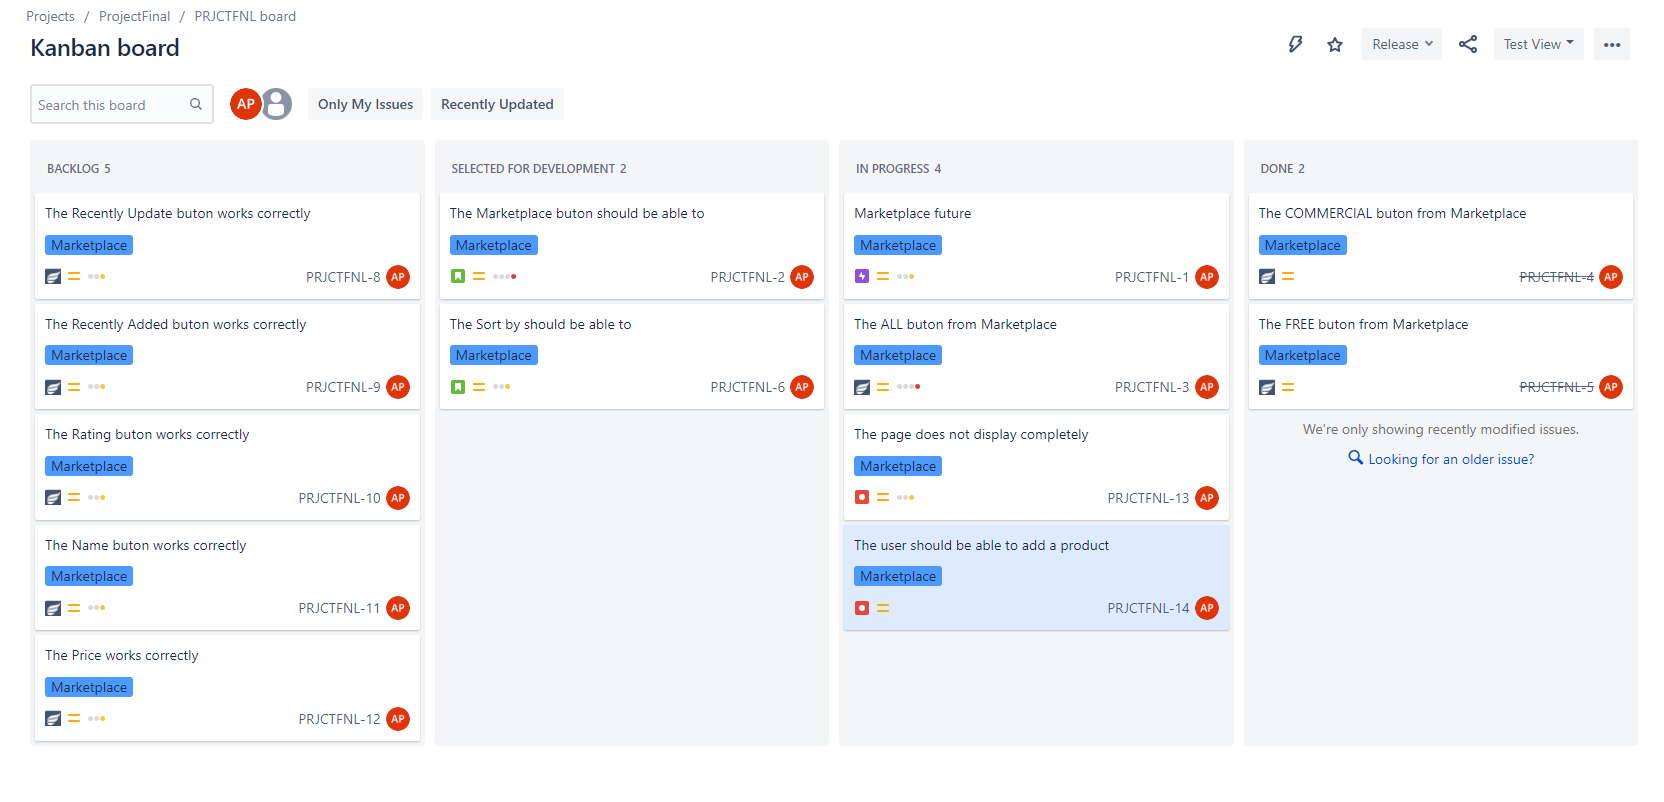 Projects / ProjectFinal / PRJCTFNL board
Kanban board
Release
Test View
Search this board
AP
Only My Issues
Recently Updated
BACKLOG 5
The Recently Update buton works correctly
Marketplace
PRJCTFNL-8 AP
The Recently Added buton works correctly
Marketplace
PRJCTFNL-9 AP
The Rating buton works correctly
Marketplace
PRJCTFNL-10 AP
The Name buton works correctly
Marketplace
PRJCTFNL-11 AP
The Price works correctly
Marketplace
PRJCTFNL-12 AP
SELECTED FOR DEVELOPMENT 2
The Marketplace buton should be able to
Marketplace
PRJCTFNL-2 AP
The Sort by should be able to
Marketplace
PRJCTFNL-6 AP
IN PROGRESS 4
Marketplace future
Marketplace
PRJCTFNL-1 AP
The ALL buton from Marketplace
Marketplace
PRJCTFNL-3 AP
The page does not display completely
Marketplace
PRJCTFNL-13 AP
The user should be able to add a product
Marketplace
PRJCTFNL-14 AP
DONE 2
The COMMERCIAL buton from Marketplace
Marketplace
PRJCTFNL-4 AP
The FREE buton from Marketplace
Marketplace
PRJCTFNL-5 AP
We're only showing recently modified issues.
Looking for an older issue?